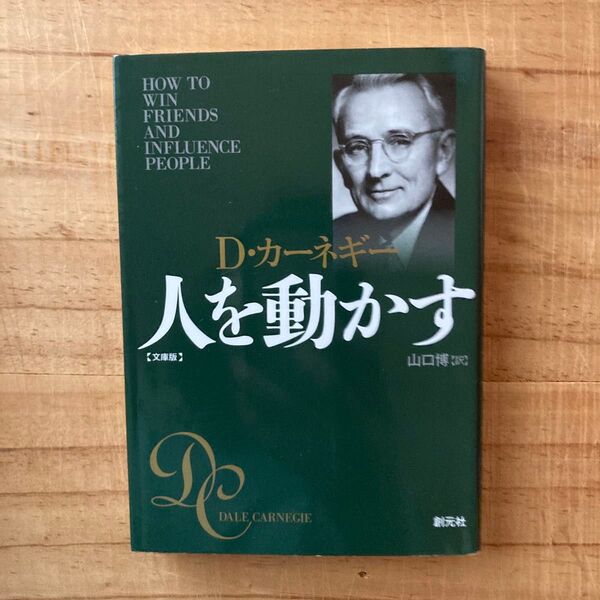 HOW TO
WIN
FRIENDS
AND
INFLUENCE
PEOPLE
D・カーネギー
人を動かす
【文庫版】
山口博【訳】
DC
DALE CARNEGIE
創元社